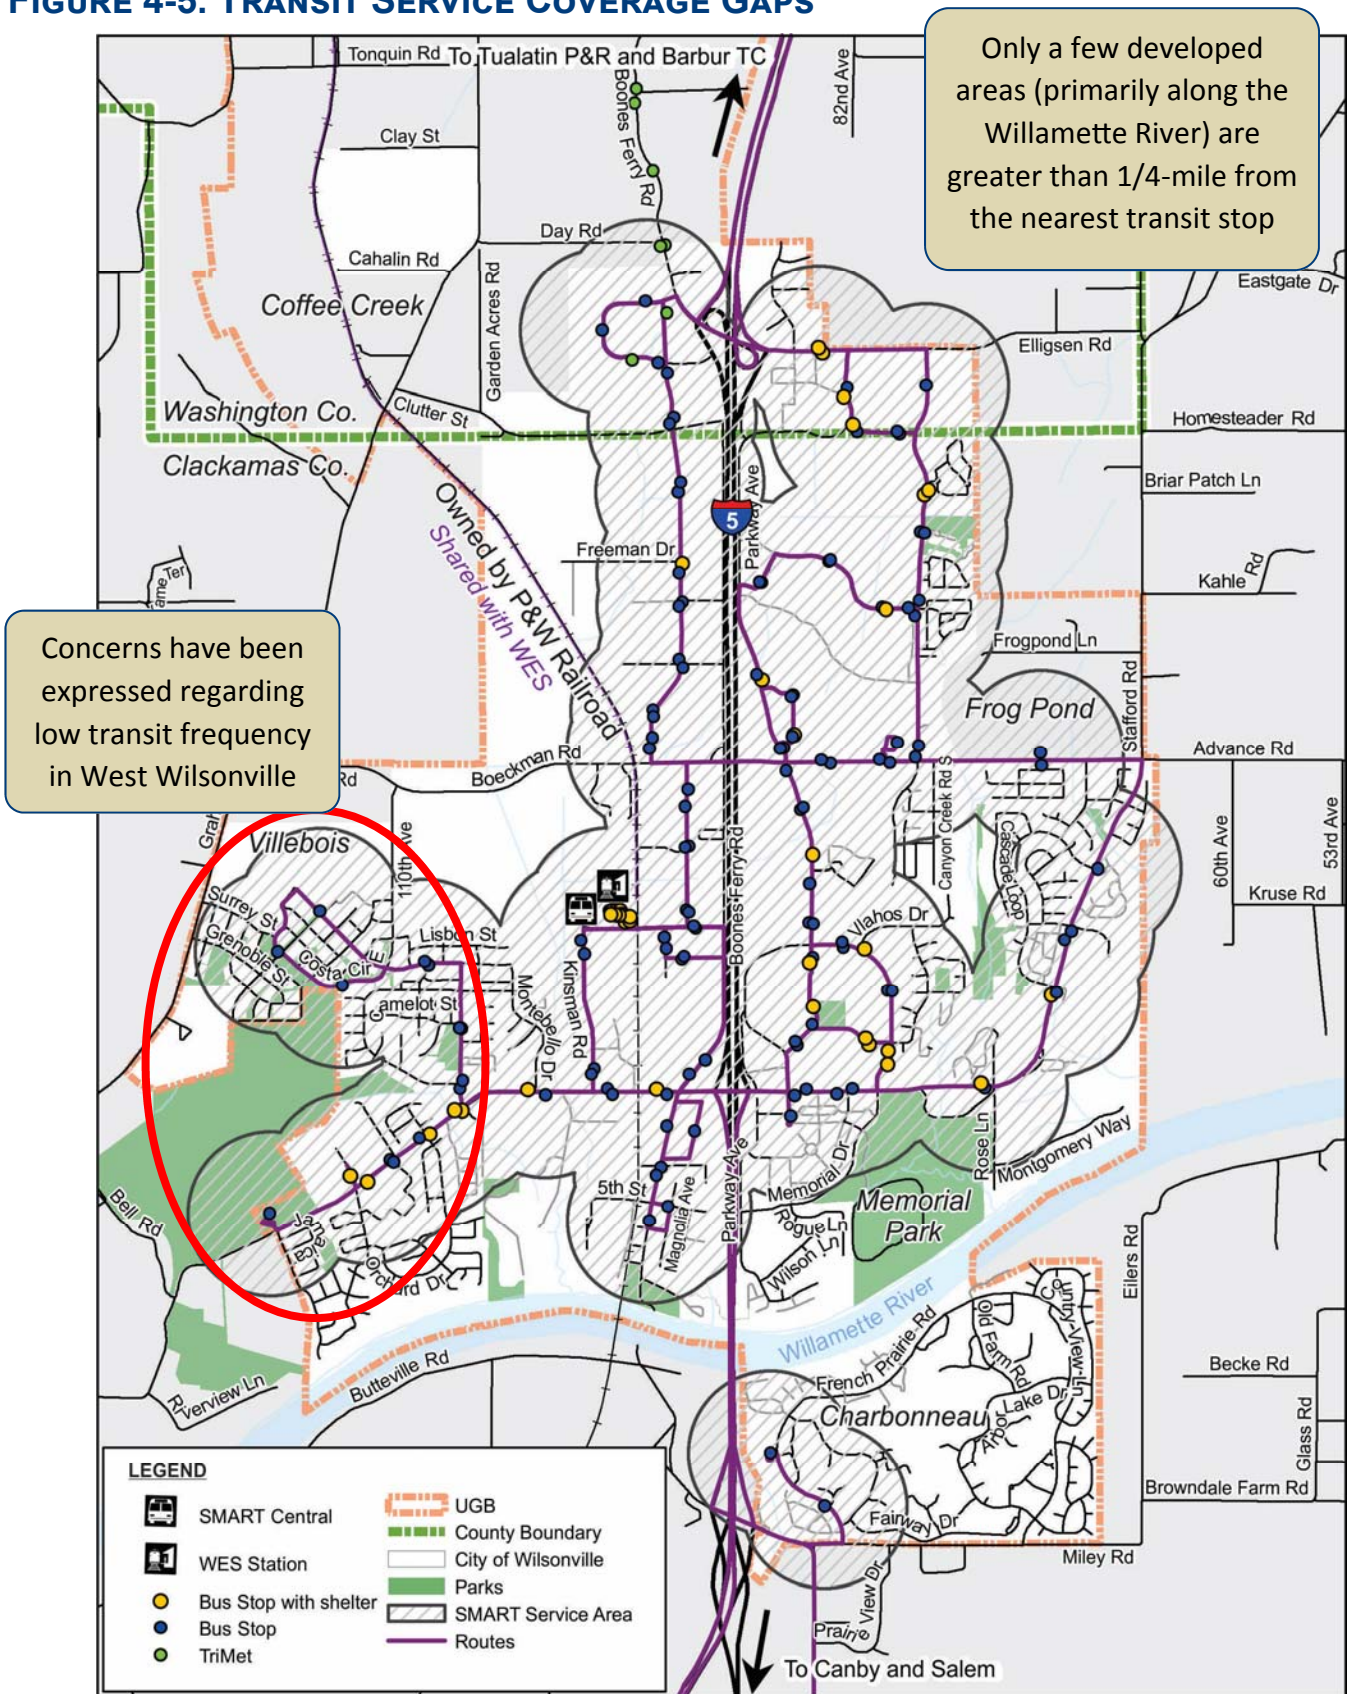 FIGURE 4-5: TRANSIT SERVICE COVERAGE GAPS
Tonquin Rd
To Tualatin P&R and Barbur TC
82nd Ave
Only a few developed
areas (primarily along the
Willamette River) are
greater than 1/4-mile from
the nearest transit stop
Clay St
Boones Ferry Rd
Day Rd
Cahalin Rd
Coffee Creek
Garden Acres Rd
Eastgate Dr
Elligsen Rd
Washington Co.
Clutter St
Homesteader Rd
Clackamas Co.
Briar Patch Ln
Owned by P&W Railroad
Shared with WES
5
Parkway Ave
Freeman Dr
Kahle Rd
Ter
Frogpond Ln
Concerns have been
expressed regarding
low transit frequency
in West Wilsonville
Frog Pond
Stafford Rd
Advance Rd
Rd
Boeckman Rd
Canyon Creek Rd S
60th Ave
53rd Ave
Villebois
110th Ave
Boones Ferry Rd
Cascade Loop
Kruse Rd
Surrey St
Grenoble St
Costa Cir E
Lisbon St
Vlahos Dr
Camelot St
Montebello Dr
Kinsman Rd
Rose Ln
Montgomery Way
Bell Rd
5th St
Magnolia Ave
Parkway Ave
Memorial Dr
Memorial
Park
Rogue Ln
Wilson Ln
Jamaica
Orchard Dr
Eilers Rd
Willamette River
Country View Ln
Old Farm Rd
French Prairie Rd
Butteville Rd
Riverview Ln
Becke Rd
Lake Dr
Arbor
Charbonneau
Glass Rd
Browndale Farm Rd
Fairway Dr
Miley Rd
Prairie View Dr
To Canby and Salem
LEGEND
SMART Central
WES Station
Bus Stop with shelter
Bus Stop
TriMet
UGB
County Boundary
City of Wilsonville
Parks
SMART Service Area
Routes